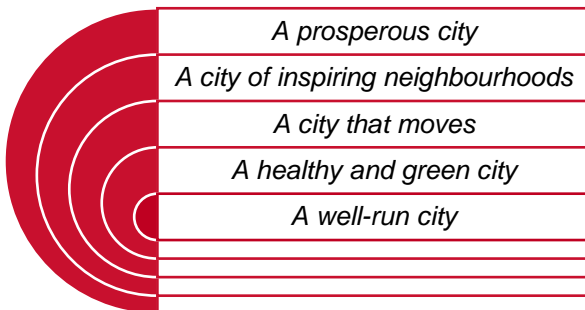 A prosperous city
A city of inspiring neighbourhoods
A city that moves
A healthy and green city
A well-run city